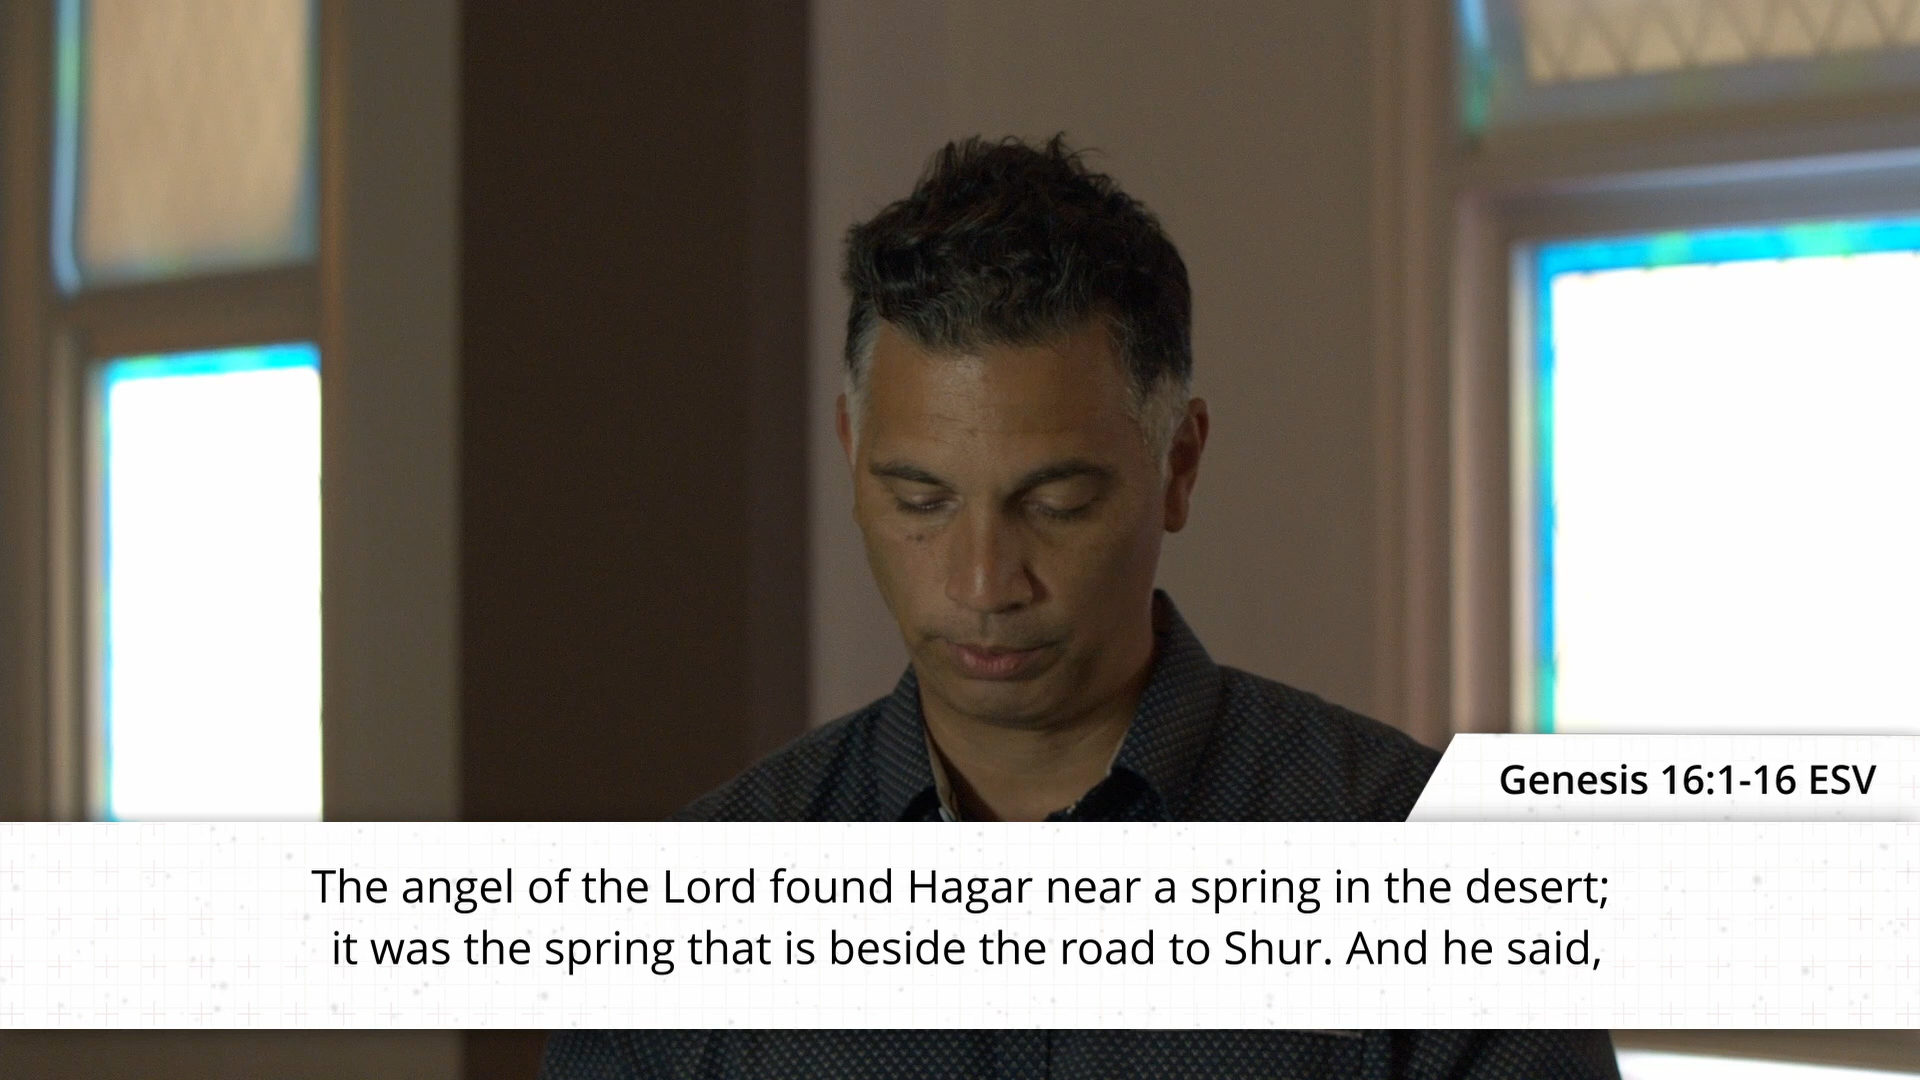 Genesis 16:1-16 ESV
The angel of the Lord found Hagar near a spring in the desert;
it was the spring that is beside the road to Shur. And he said,